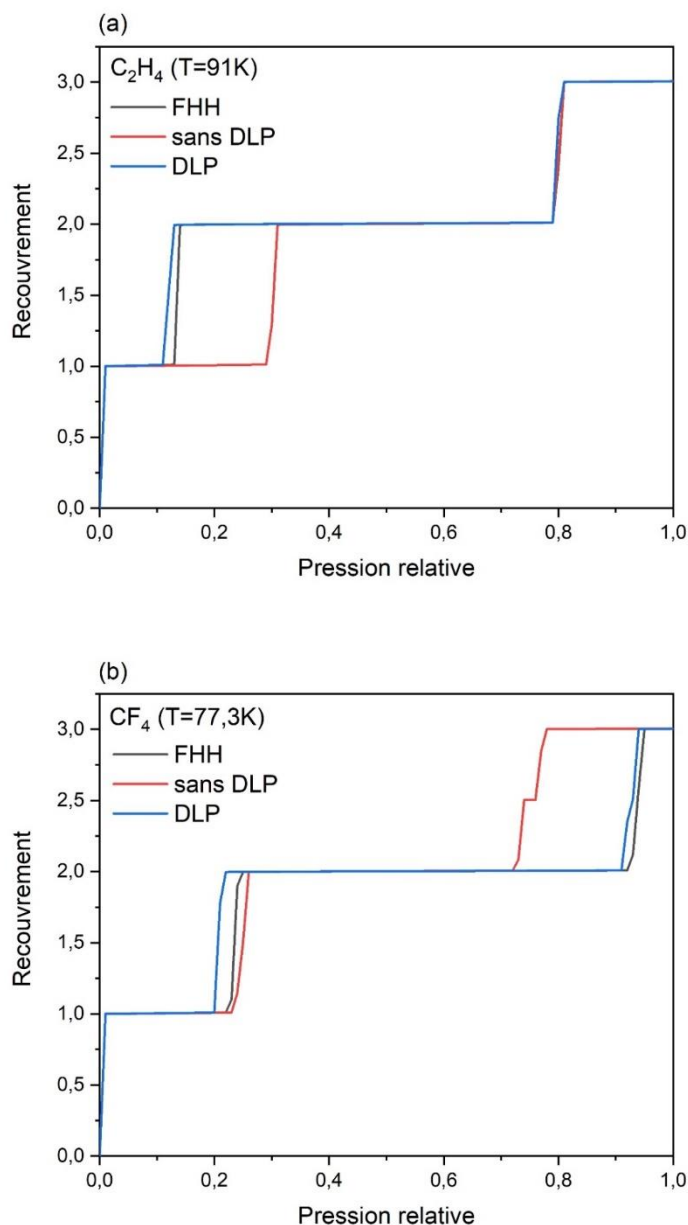 (a)
C₂H₄ (T=91K)
FHH
sans DLP
DLP
3,0
2,5
2,0
1,5
1,0
0,5
0,0
Recouvrement
0,0 0,2 0,4 0,6 0,8 1,0
Pression relative
(b)
CF₄ (T=77,3K)
FHH
sans DLP
DLP
3,0
2,5
2,0
1,5
1,0
0,5
0,0
Recouvrement
0,0 0,2 0,4 0,6 0,8 1,0
Pression relative